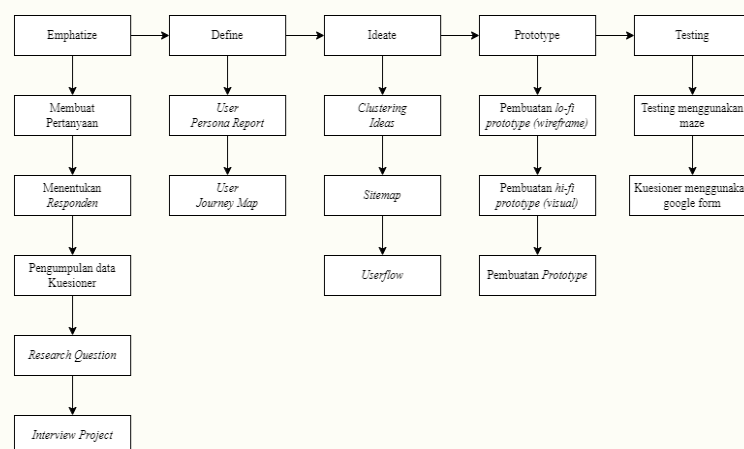 Emphatize
Define
Ideate
Prototype
Testing
Membuat
Pertanyaan
User
Persona Report
Clustering
Ideas
Pembuatan lo-fi
prototype (wireframe)
Testing menggunakan
maze
Menentukan
Responden
User
Journey Map
Sitemap
Pembuatan hi-fi
prototype (visual)
Kuesioner menggunaka
google form
Pengumpulan data
Kuesioner
Userflow
Pembuatan Prototype
Research Question
Interview Project